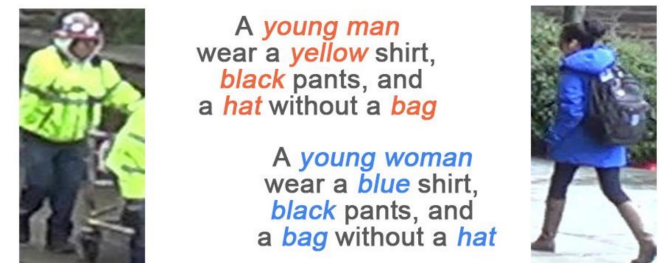 A young man
wear a yellow shirt,
black pants, and
a hat without a bag
A young woman
wear a blue shirt,
black pants, and
a bag without a hat